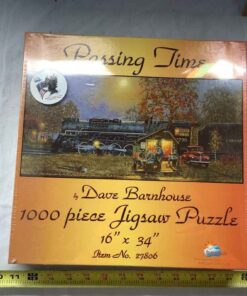 Passing Time
by Dave Barnhouse
1000 piece Jigsaw Puzzle
16" x 34"
Item No. 27806